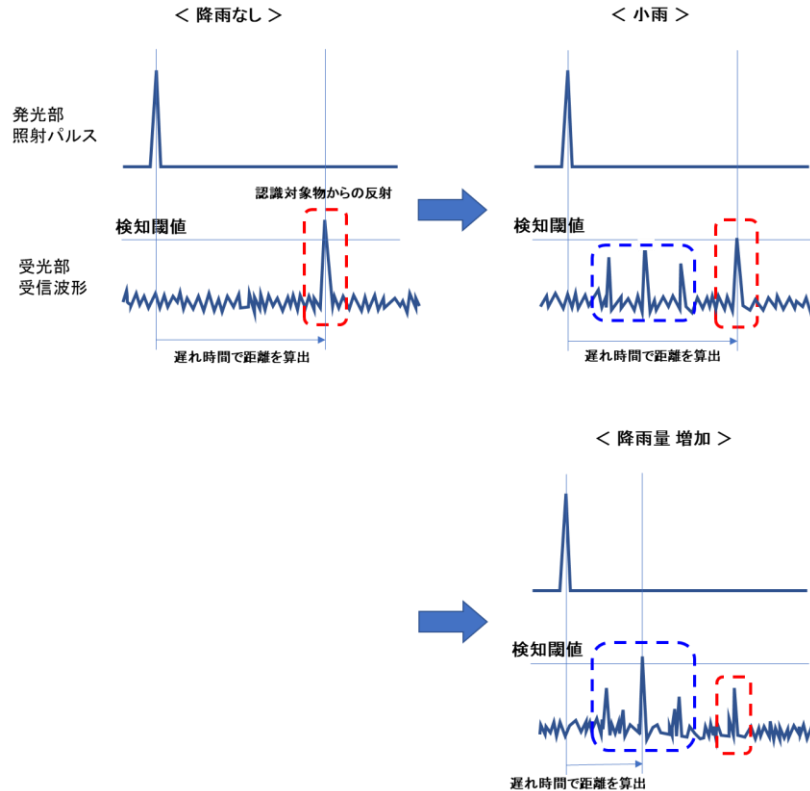 < 降雨なし >
< 小雨 >
発光部
照射パルス
認識対象物からの反射
検知閾値
検知閾値
受光部
受信波形
遅れ時間で距離を算出
遅れ時間で距離を算出
< 降雨量 増加 >
検知閾値
遅れ時間で距離を算出